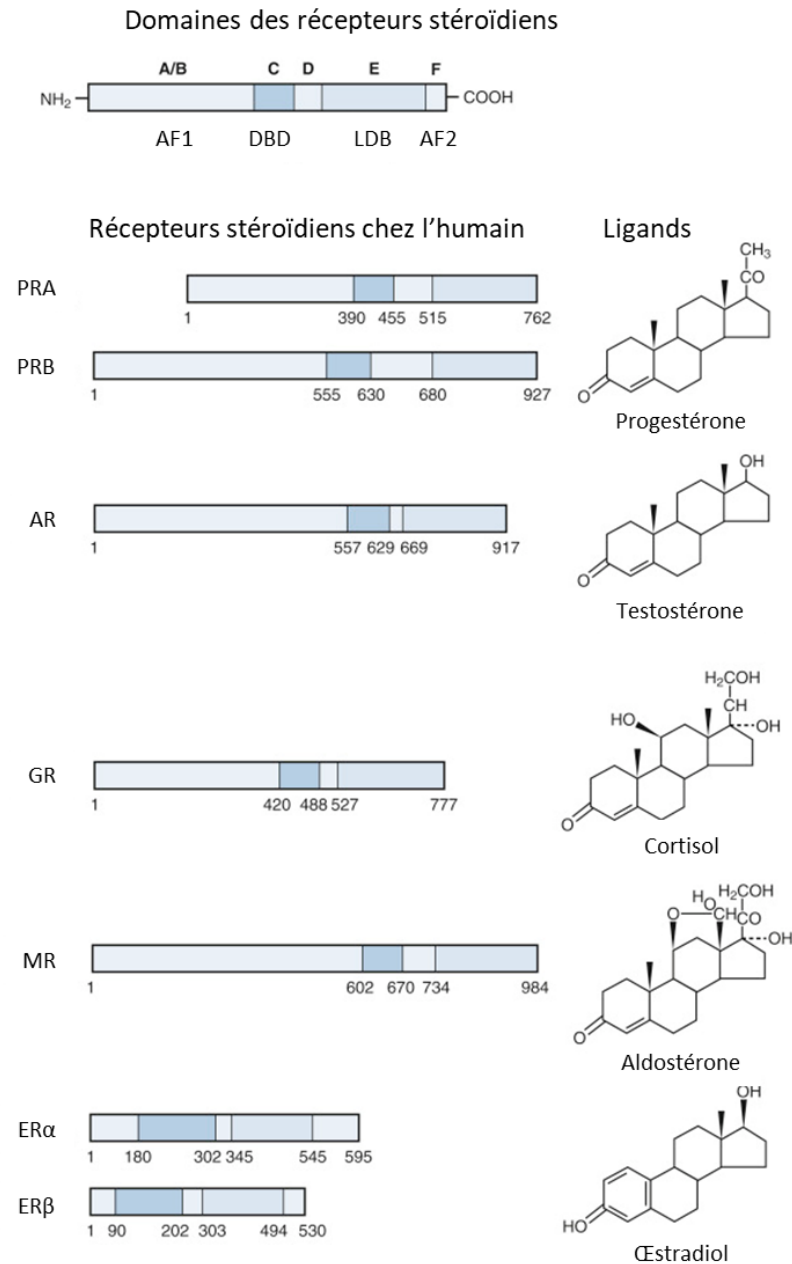 Domaines des récepteurs stéroïdiens
A/B C D E F
NH2 COOH
AF1 DBD LDB AF2
Récepteurs stéroïdiens chez l’humain Ligands
PRA
1 390 455 515 762
PRB
1 555 630 680 927
CH3
CO
O
Progestérone
AR
1 557 629 669 917
OH
O
Testostérone
GR
1 420 488 527 777
H2COH
CH
HO OH
O
Cortisol
MR
1 602 670 734 984
H H2COH
O
O CH CO
OH
O
Aldostérone
ERα
1 180 302 345 545 595
ERβ
1 90 202 303 494 530
OH
HO
Œstradiol